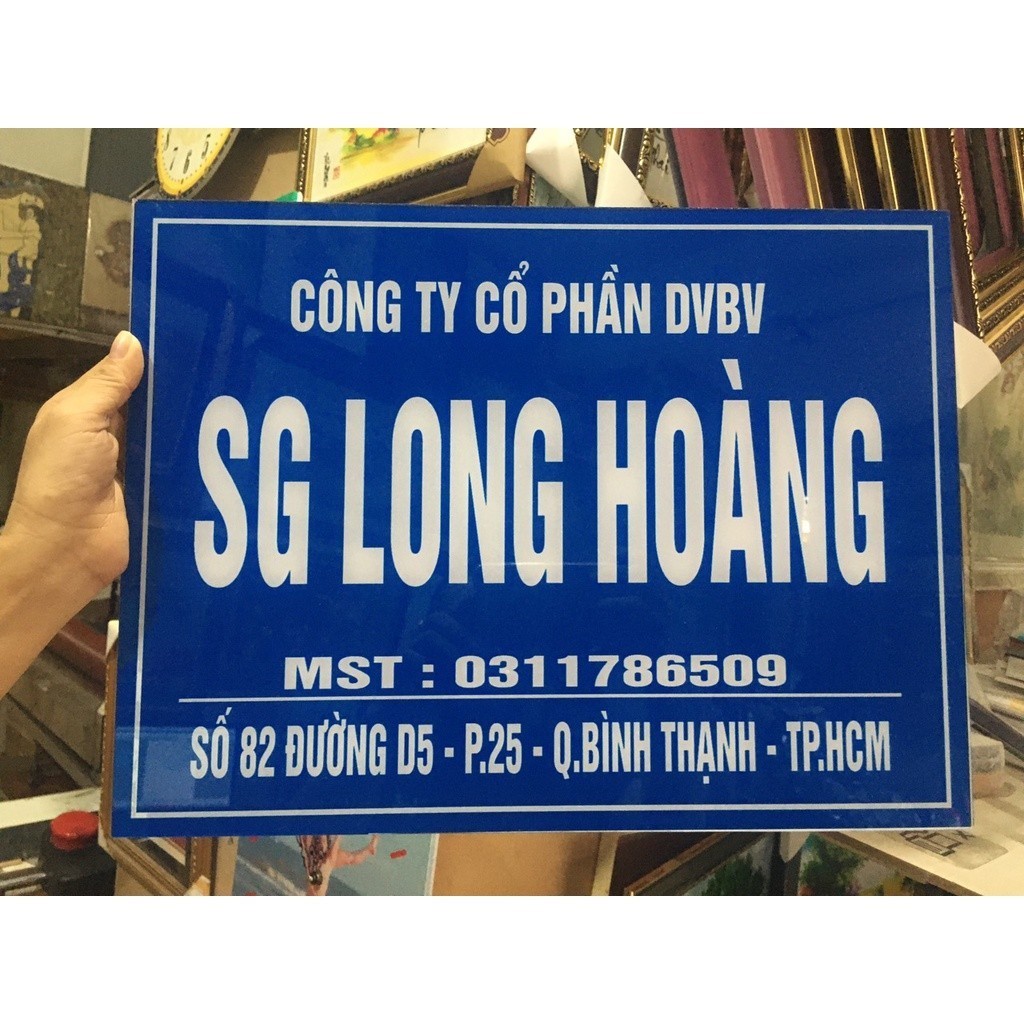 CÔNG TY CỔ PHẦN DVBV
SG LONG HOÀNG
MST : 0311786509
SỐ 82 ĐƯỜNG D5 - P.25 - Q.BÌNH THẠNH - TP.HCM